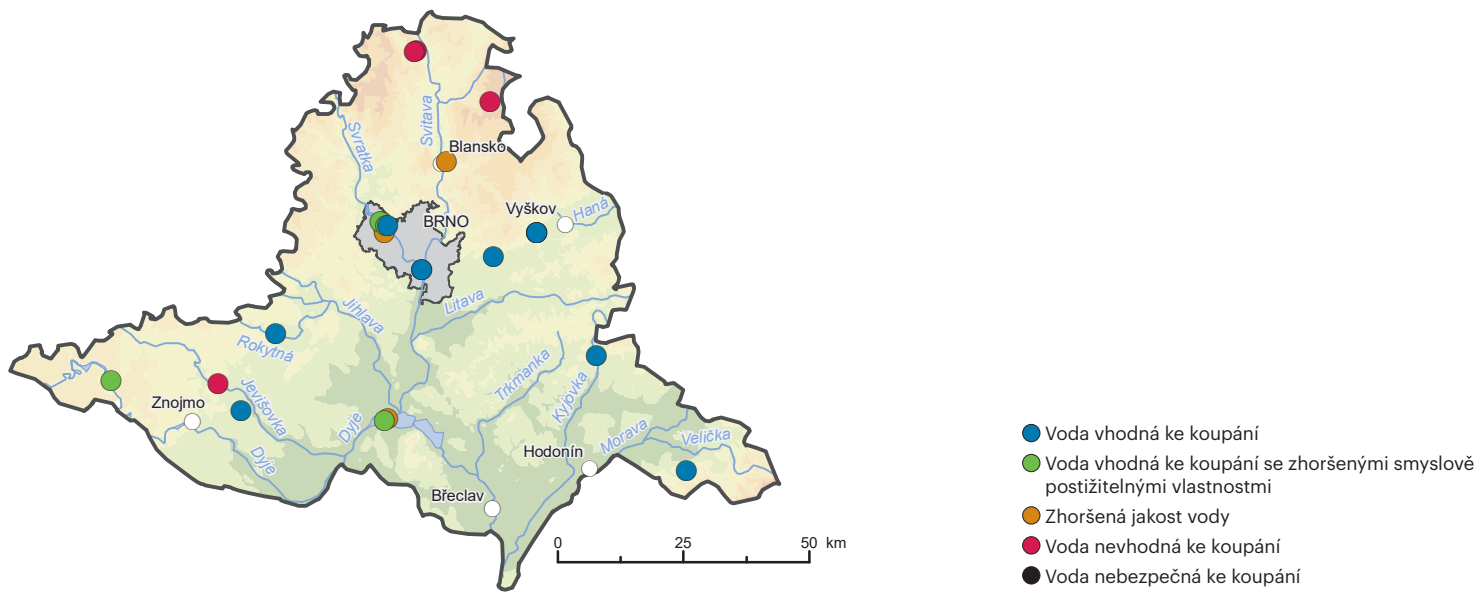 Svratka
Svitava
Blansko
BRNO
Vyškov
Haná
Litava
Jihlava
Rokytná
Jevišovka
Znojmo
Dyje
Dyje
Trkmanka
Kyjovka
Hodonín
Morava
Velička
Břeclav
0 25 50 km
Voda vhodná ke koupání
Voda vhodná ke koupání se zhoršenými smyslově
postižitelnými vlastnostmi
Zhoršená jakost vody
Voda nevhodná ke koupání
Voda nebezpečná ke koupání